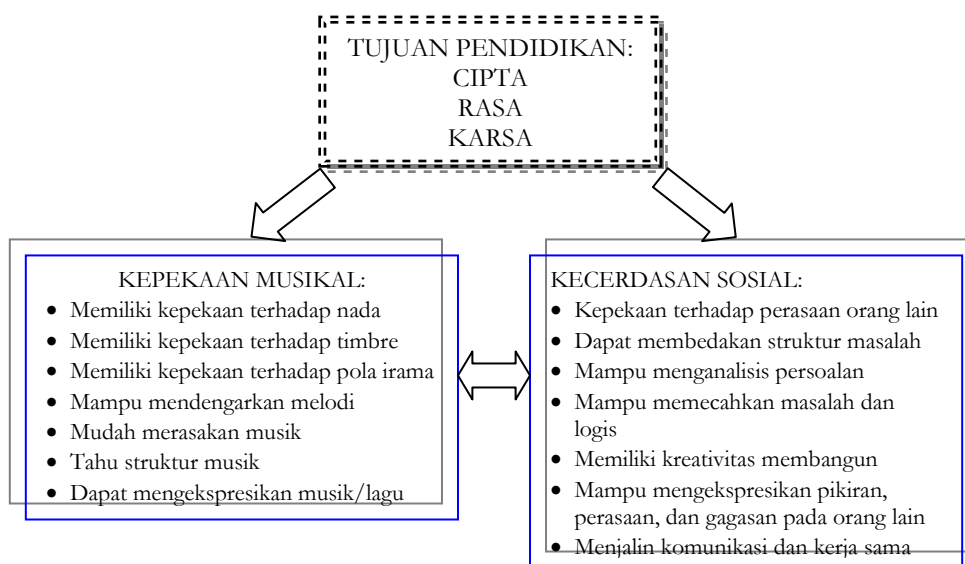 TUJUAN PENDIDIKAN:
CIPTA
RASA
KARSA
KEPEKAAN MUSIKAL:
• Memiliki kepekaan terhadap nada
• Memiliki kepekaan terhadap timbre
• Memiliki kepekaan terhadap pola irama
• Mampu mendengarkan melodi
• Mudah merasakan musik
• Tahu struktur musik
• Dapat mengekspresikan musik/lagu
KECERDASAN SOSIAL:
• Kepekaan terhadap perasaan orang lain
• Dapat membedakan struktur masalah
• Mampu menganalisis persoalan
• Mampu memecahkan masalah dan
logis
• Memiliki kreativitas membangun
• Mampu mengekspresikan pikiran,
perasaan, dan gagasan pada orang lain
• Menjalin komunikasi dan kerja sama